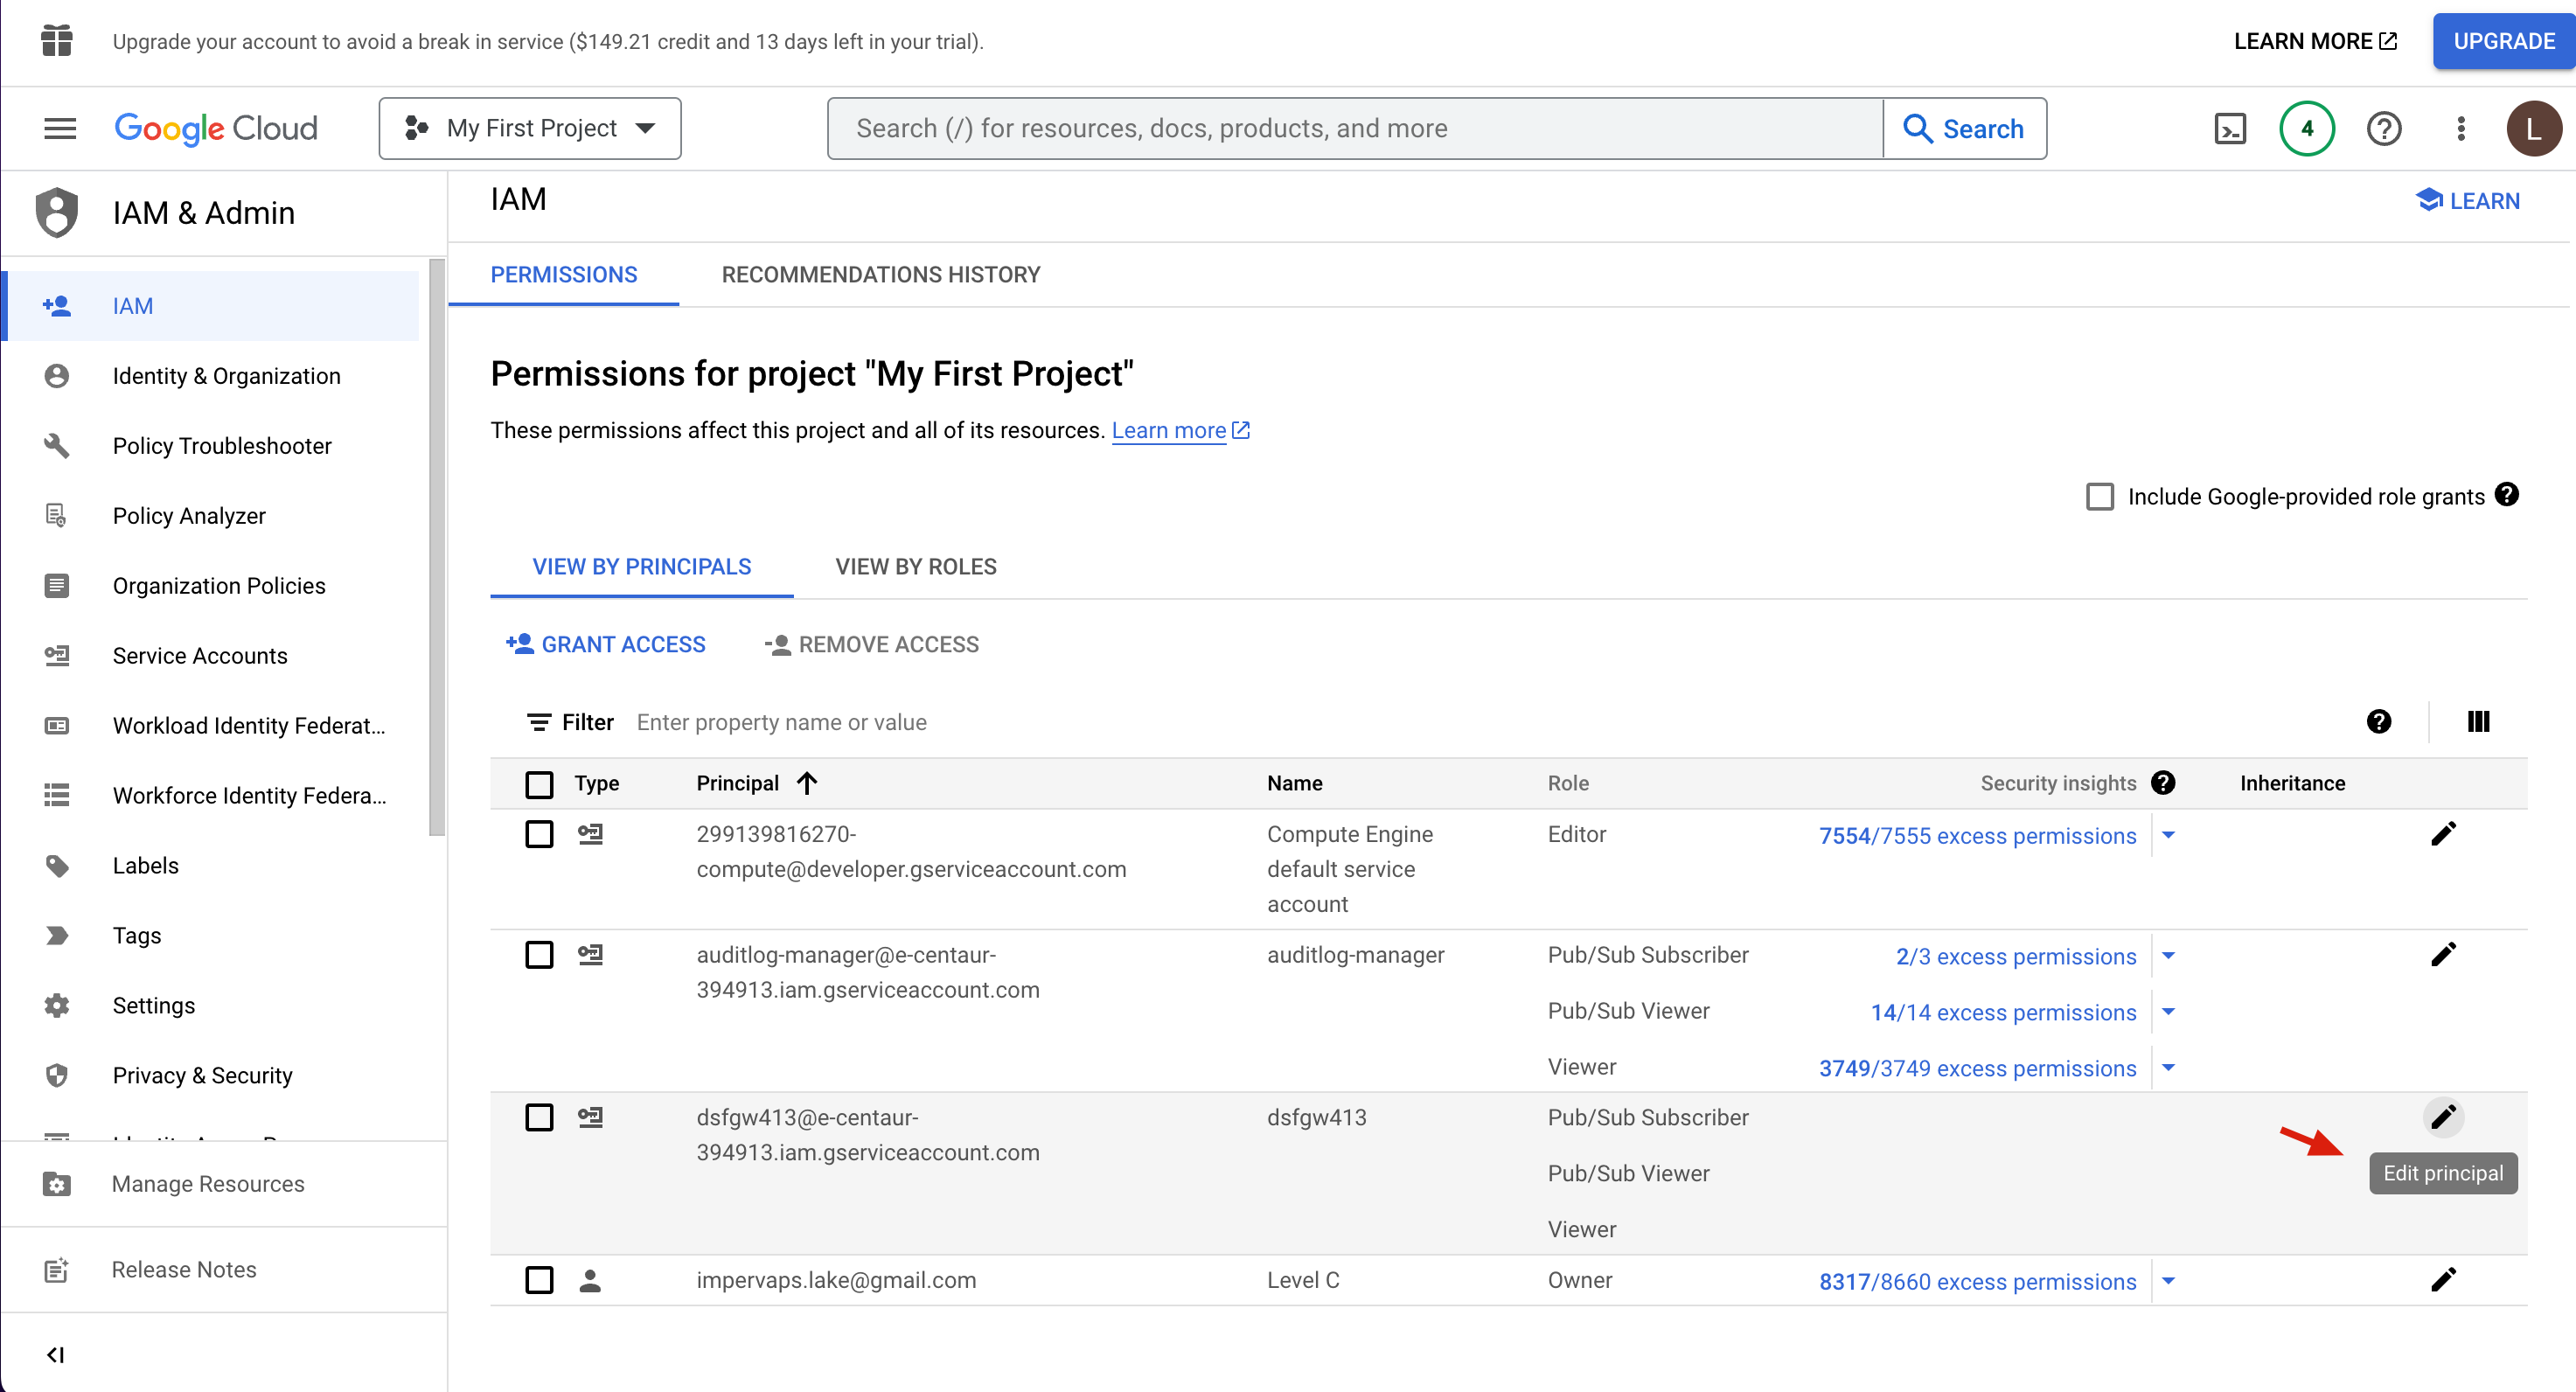 Upgrade your account to avoid a break in service ($149.21 credit and 13 days left in your trial).
LEARN MORE
UPGRADE
Google Cloud
My First Project
Search (/) for resources, docs, products, and more
Search
4
L
IAM & Admin
IAM
Identity & Organization
Policy Troubleshooter
Policy Analyzer
Organization Policies
Service Accounts
Workload Identity Federat...
Workforce Identity Federa...
Labels
Tags
Settings
Privacy & Security
Manage Resources
Release Notes
IAM
LEARN
PERMISSIONS
RECOMMENDATIONS HISTORY
Permissions for project "My First Project"
These permissions affect this project and all of its resources. Learn more
Include Google-provided role grants
VIEW BY PRINCIPALS
VIEW BY ROLES
GRANT ACCESS
REMOVE ACCESS
Filter Enter property name or value
Type Principal Name Role Security insights Inheritance
299139816270-
compute@developer.gserviceaccount.com
Compute Engine
default service
account
Editor
7554/7555 excess permissions
auditlog-manager@e-centaur-
394913.iam.gserviceaccount.com
auditlog-manager
Pub/Sub Subscriber
2/3 excess permissions
Pub/Sub Viewer
14/14 excess permissions
Viewer
3749/3749 excess permissions
dsfgw413@e-centaur-
394913.iam.gserviceaccount.com
dsfgw413
Pub/Sub Subscriber
Pub/Sub Viewer
Viewer
Edit principal
impervaps.lake@gmail.com
Level C
Owner
8317/8660 excess permissions